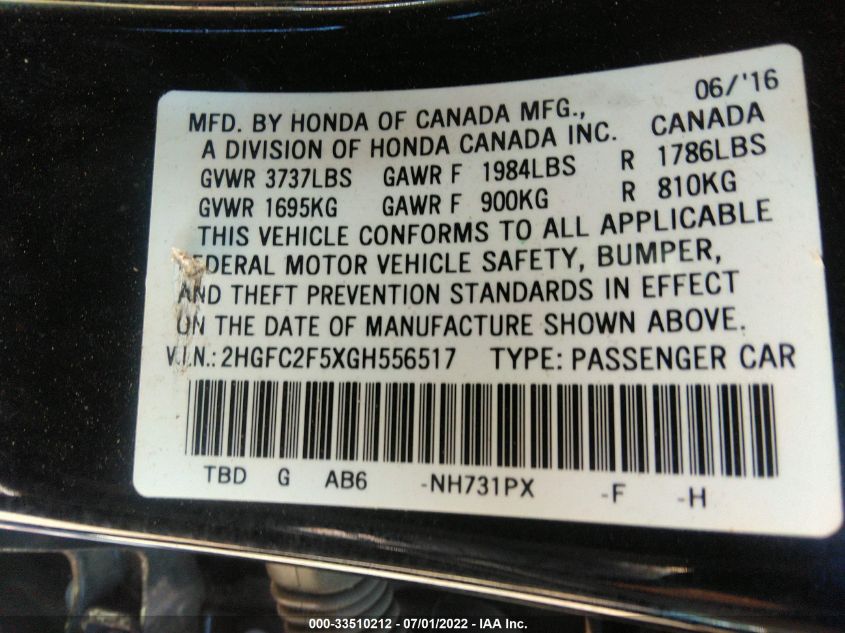 06/'16
MFD. BY HONDA OF CANADA MFG.,
A DIVISION OF HONDA CANADA INC. CANADA
GVWR 3737LBS GAWR F 1984LBS R 1786LBS
GVWR 1695KG GAWR F 900KG R 810KG
THIS VEHICLE CONFORMS TO ALL APPLICABLE
EDERAL MOTOR VEHICLE SAFETY, BUMPER,
AND THEFT PREVENTION STANDARDS IN EFFECT
ON THE DATE OF MANUFACTURE SHOWN ABOVE.
V.I.N.: 2HGFC2F5XGH556517 TYPE: PASSENGER CAR
TBD G AB6 -NH731PX -F -H
000-33510212 - 07/01/2022 - IAA Inc.